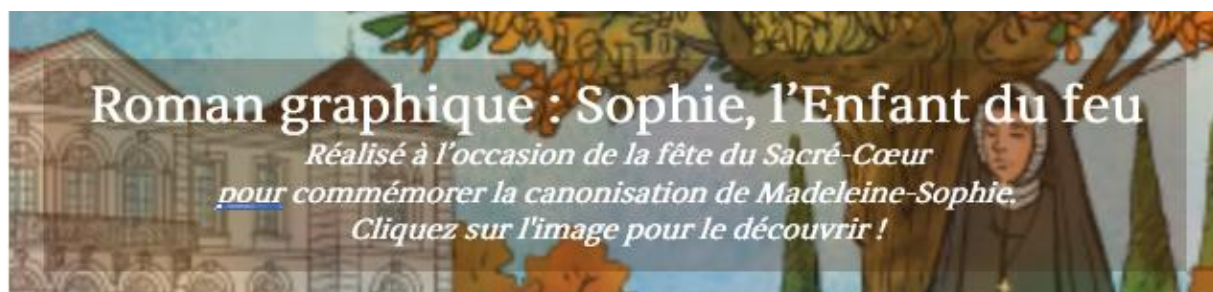 Roman graphique : Sophie, l’Enfant du feu
Réalisé à l’occasion de la fête du Sacré-Cœur
pour commémorer la canonisation de Madeleine-Sophie.
Cliquez sur l'image pour le découvrir !